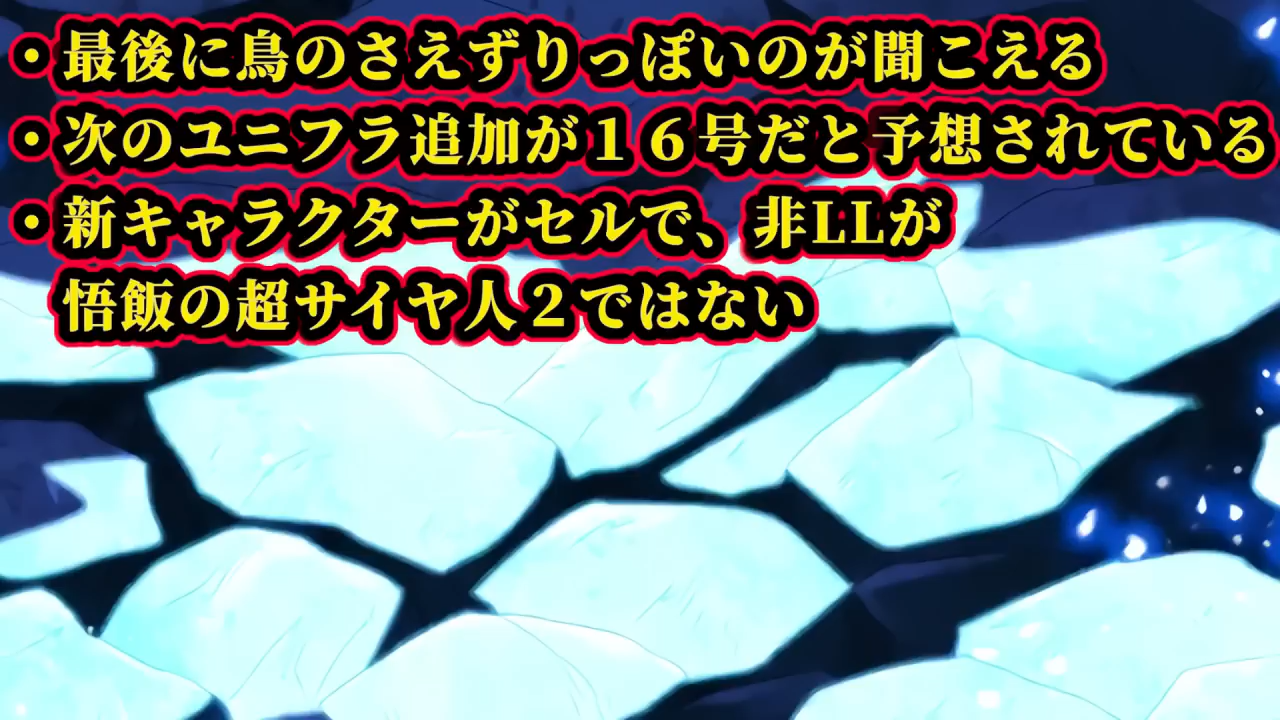 ・最後に鳥のさえずりっぽいのが聞こえる
・次のユニフラ追加が１６号だと予想されている
・新キャラクターがセルで、非LLが
悟飯の超サイヤ人２ではない